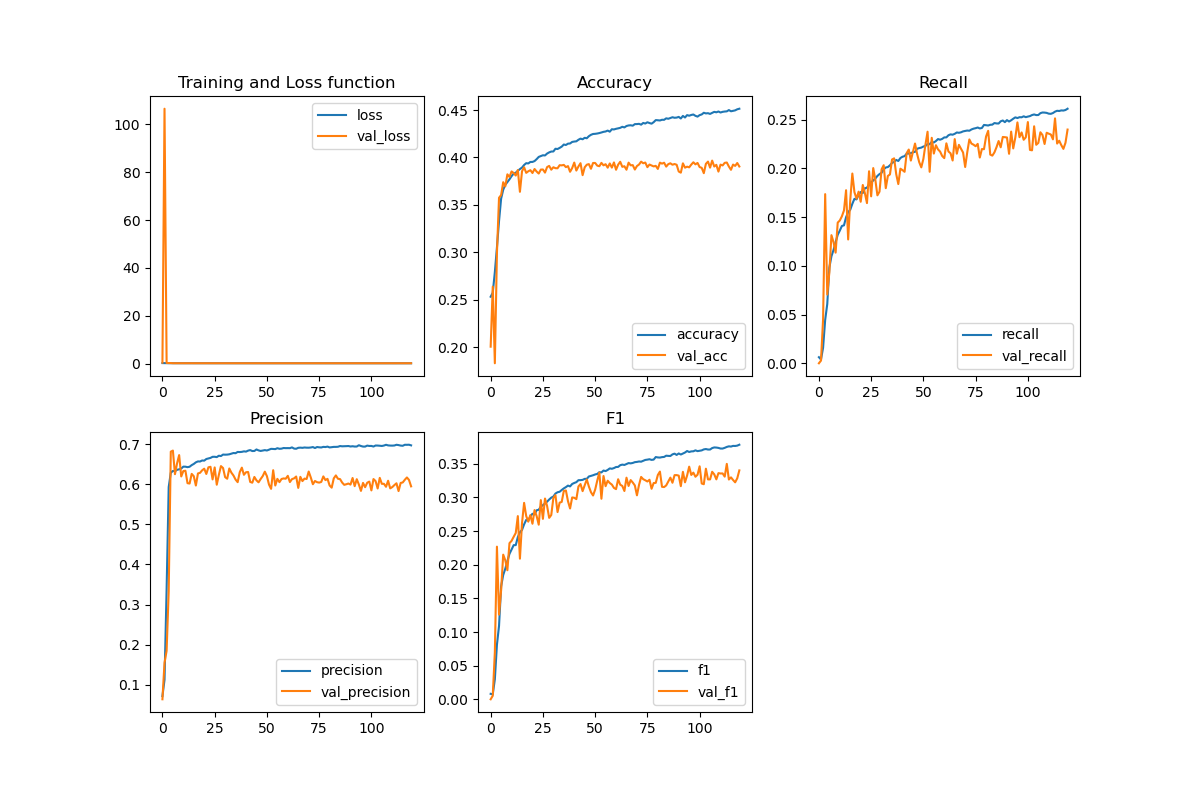 Training and Loss function
100
80
60
40
20
0
0 25 50 75 100
loss
val_loss
Accuracy
0.45
0.40
0.35
0.30
0.25
0.20
0 25 50 75 100
accuracy
val_acc
Recall
0.25
0.20
0.15
0.10
0.05
0.00
0 25 50 75 100
recall
val_recall
Precision
0.7
0.6
0.5
0.4
0.3
0.2
0.1
0 25 50 75 100
precision
val_precision
F1
0.35
0.30
0.25
0.20
0.15
0.10
0.05
0.00
0 25 50 75 100
f1
val_f1